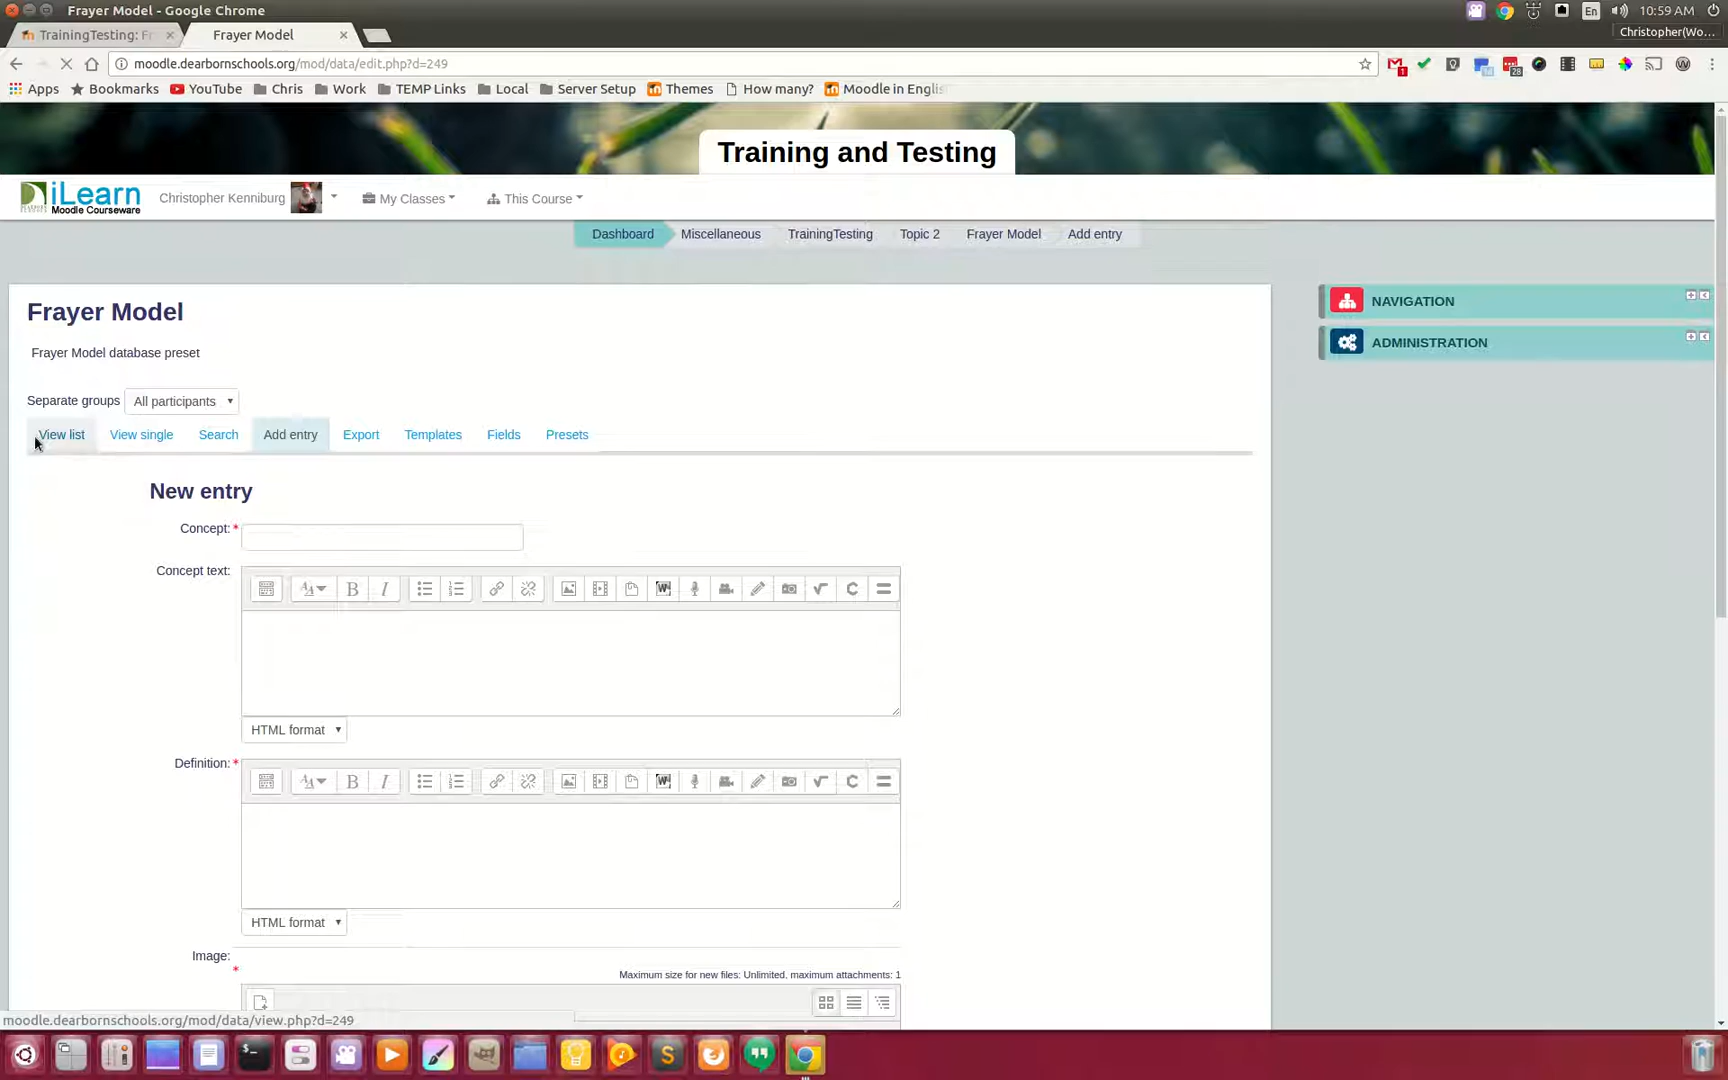 Frayer Model - Google Chrome
En
10:59 AM
TrainingTesting: Fr
Frayer Model
Christopher(Wo...
moodle.dearbornschools.org/mod/data/edit.php?d=249
1
28
Apps
Bookmarks
YouTube
Chris
Work
TEMP Links
Local
Server Setup
Themes
How many?
Moodle in Englis
Training and Testing
iLearn
Moodle Courseware
Christopher Kenniburg
My Classes
This Course
Dashboard
Miscellaneous
TrainingTesting
Topic 2
Frayer Model
Add entry
Frayer Model
NAVIGATION
ADMINISTRATION
Frayer Model database preset
Separate groups
All participants
View list
View single
Search
Add entry
Export
Templates
Fields
Presets
New entry
Concept:*
Concept text:
HTML format
Definition:*
HTML format
Image:
*
Maximum size for new files: Unlimited, maximum attachments: 1
moodle.dearbornschools.org/mod/data/view.php?d=249